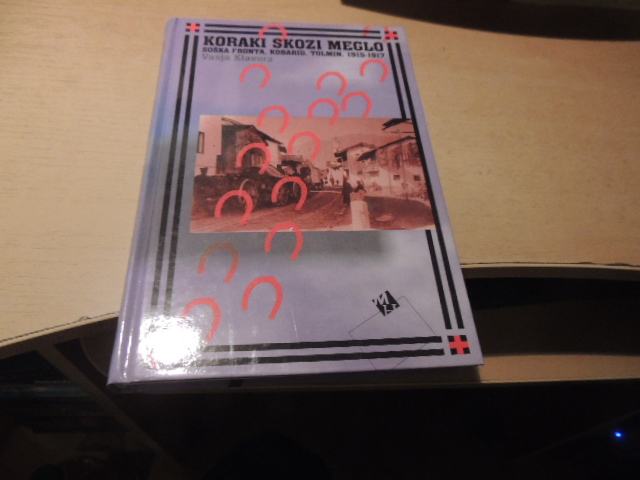 KORAKI SKOZI MEGLO
SOŠKA FRONTA, KOBARID, TOLMIN, 1915-1917
Vasja Klavora